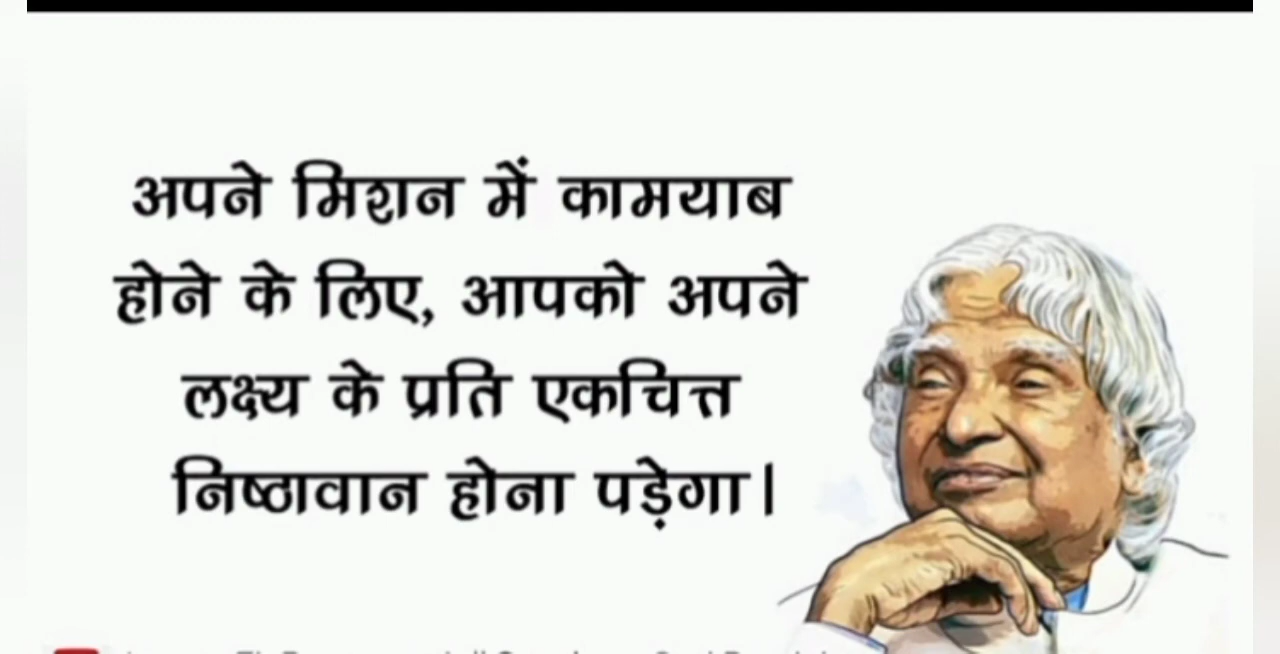 अपने मिशन में कामयाब
होने के लिए, आपको अपने
लक्ष्य के प्रति एकचित्त
निष्ठावान होना पड़ेगा|